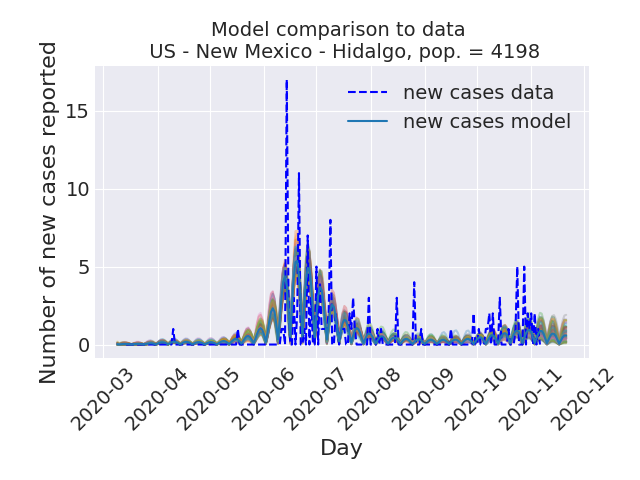 Model comparison to data
US - New Mexico - Hidalgo, pop. = 4198
Number of new cases reported
15
10
5
0
new cases data
new cases model
2020-03
2020-04
2020-05
2020-06
2020-07
2020-08
2020-09
2020-10
2020-11
2020-12
Day